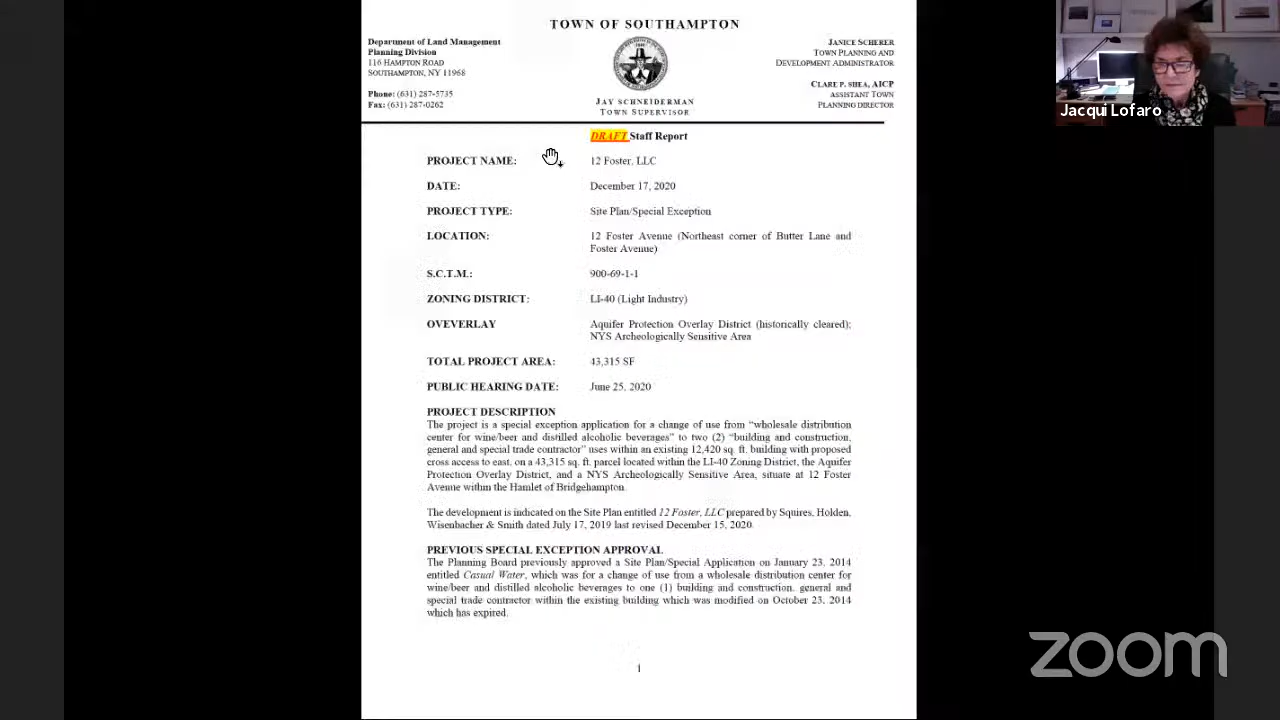 TOWN OF SOUTHAMPTON
Department of Land Management
Planning Division
116 HAMPTON ROAD
SOUTHAMPTON, NY 11968
Phone: (631) 287-5735
Fax: (631) 287-0262
JANICE SCHERER
TOWN PLANNING AND
DEVELOPMENT ADMINISTRATOR
CLARE P. SHEA, AICP
ASSISTANT TOWN
PLANNING DIRECTOR
JAY SCHNEIDERMAN
TOWN SUPERVISOR
DRAFT Staff Report
PROJECT NAME: 12 Foster, LLC
DATE: December 17, 2020
PROJECT TYPE: Site Plan/Special Exception
LOCATION: 12 Foster Avenue (Northeast corner of Butter Lane and
Foster Avenue)
S.C.T.M.: 900-69-1-1
ZONING DISTRICT: LI-40 (Light Industry)
OVEVERLAY Aquifer Protection Overlay District (historically cleared);
NYS Archeologically Sensitive Area
TOTAL PROJECT AREA: 43,315 SF
PUBLIC HEARING DATE: June 25, 2020
PROJECT DESCRIPTION
The project is a special exception application for a change of use from "wholesale distribution
center for wine/beer and distilled alcoholic beverages" to two (2) "building and construction,
general and special trade contractor" uses within an existing 12,420 sq. ft. building with proposed
cross access to east, on a 43,315 sq. ft. parcel located within the LI-40 Zoning District, the Aquifer
Protection Overlay District, and a NYS Archeologically Sensitive Area, situate at 12 Foster
Avenue within the Hamlet of Bridgehampton.
The development is indicated on the Site Plan entitled 12 Foster, LLC prepared by Squires, Holden,
Wisenbacher & Smith dated July 17, 2019 last revised December 15, 2020.
PREVIOUS SPECIAL EXCEPTION APPROVAL
The Planning Board previously approved a Site Plan/Special Application on January 23, 2014
entitled Casual Water, which was for a change of use from a wholesale distribution center for
wine/beer and distilled alcoholic beverages to one (1) building and construction, general and
special trade contractor within the existing building which was modified on October 23, 2014
which has expired.
1
Jacqui Lofaro
zoom